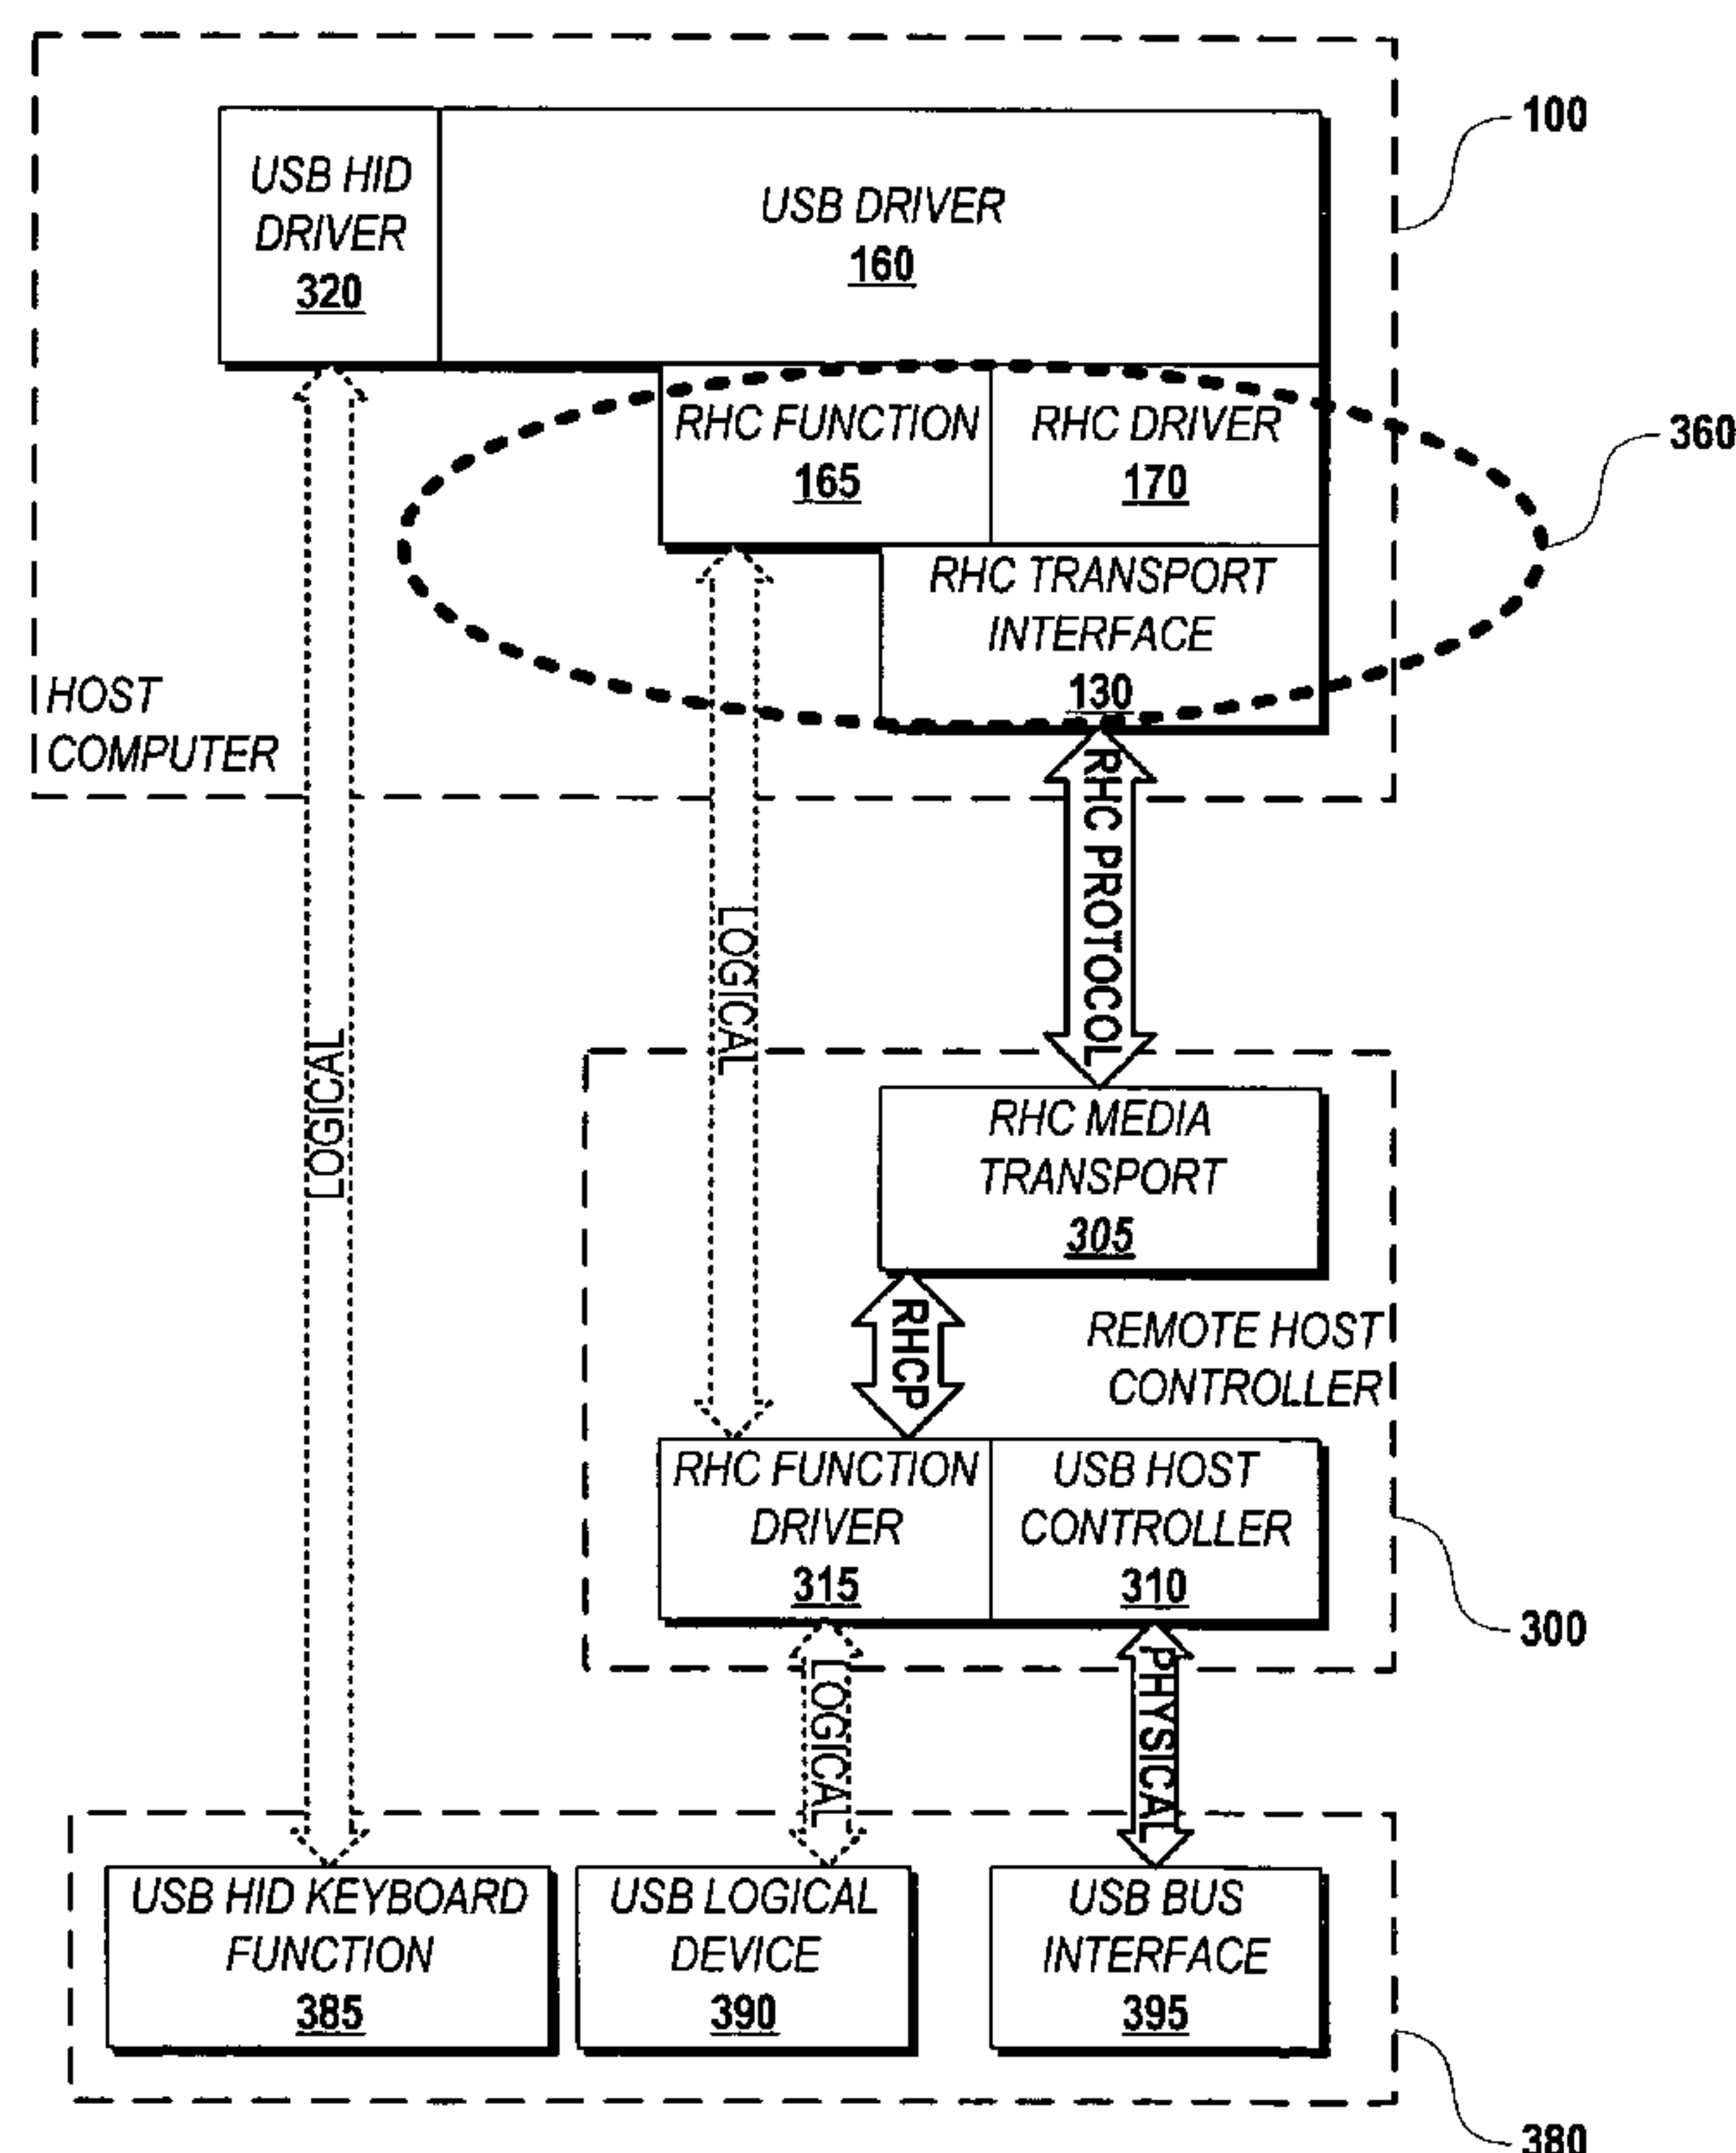 100
USB HID
DRIVER
320
USB DRIVER
160
360
RHC FUNCTION
165
RHC DRIVER
170
RHC TRANSPORT
INTERFACE
130
HOST
COMPUTER
RHC PROTOCOL
LOGICAL
LOGICAL
RHC MEDIA
TRANSPORT
305
RHCP
REMOTE HOST
CONTROLLER
RHC FUNCTION
DRIVER
315
USB HOST
CONTROLLER
310
300
LOGICAL
PHYSICAL
USB HID KEYBOARD
FUNCTION
385
USB LOGICAL
DEVICE
390
USB BUS
INTERFACE
395
380